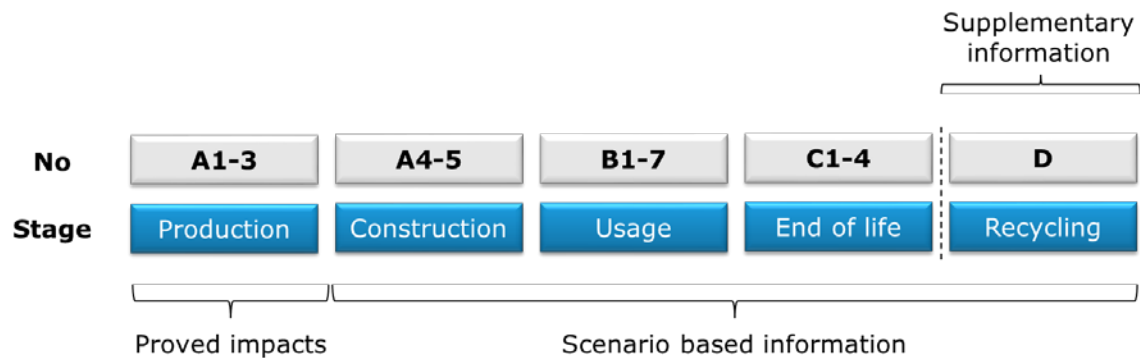 Supplementary
information
No A1-3 A4-5 B1-7 C1-4 D
Stage Production Construction Usage End of life Recycling
Proved impacts Scenario based information